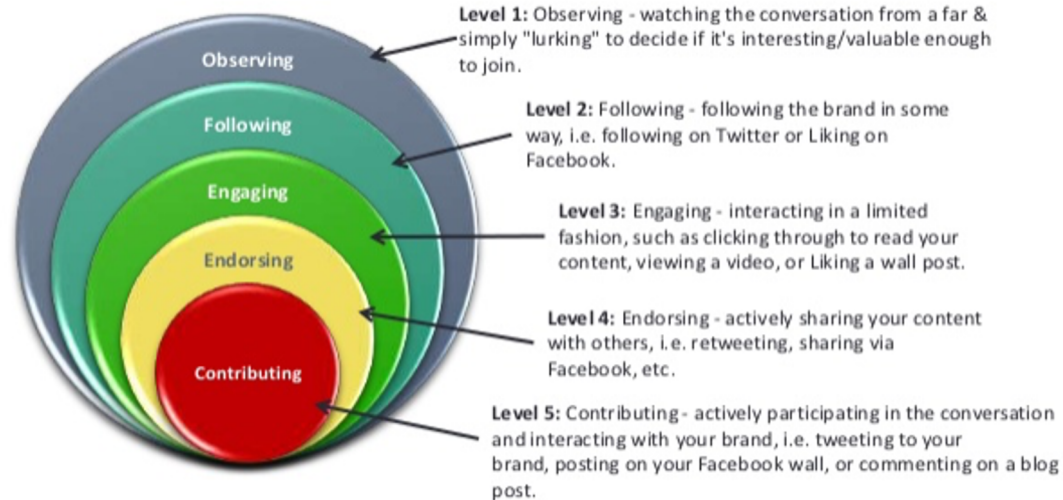 Observing
Following
Engaging
Endorsing
Contributing
Level 1: Observing - watching the conversation from a far &
simply "lurking" to decide if it's interesting/valuable enough
to join.
Level 2: Following - following the brand in some
way, i.e. following on Twitter or Liking on
Facebook.
Level 3: Engaging - interacting in a limited
fashion, such as clicking through to read your
content, viewing a video, or Liking a wall post.
Level 4: Endorsing - actively sharing your content
with others, i.e. retweeting, sharing via
Facebook, etc.
Level 5: Contributing - actively participating in the conversation
and interacting with your brand, i.e. tweeting to your
brand, posting on your Facebook wall, or commenting on a blog
post.